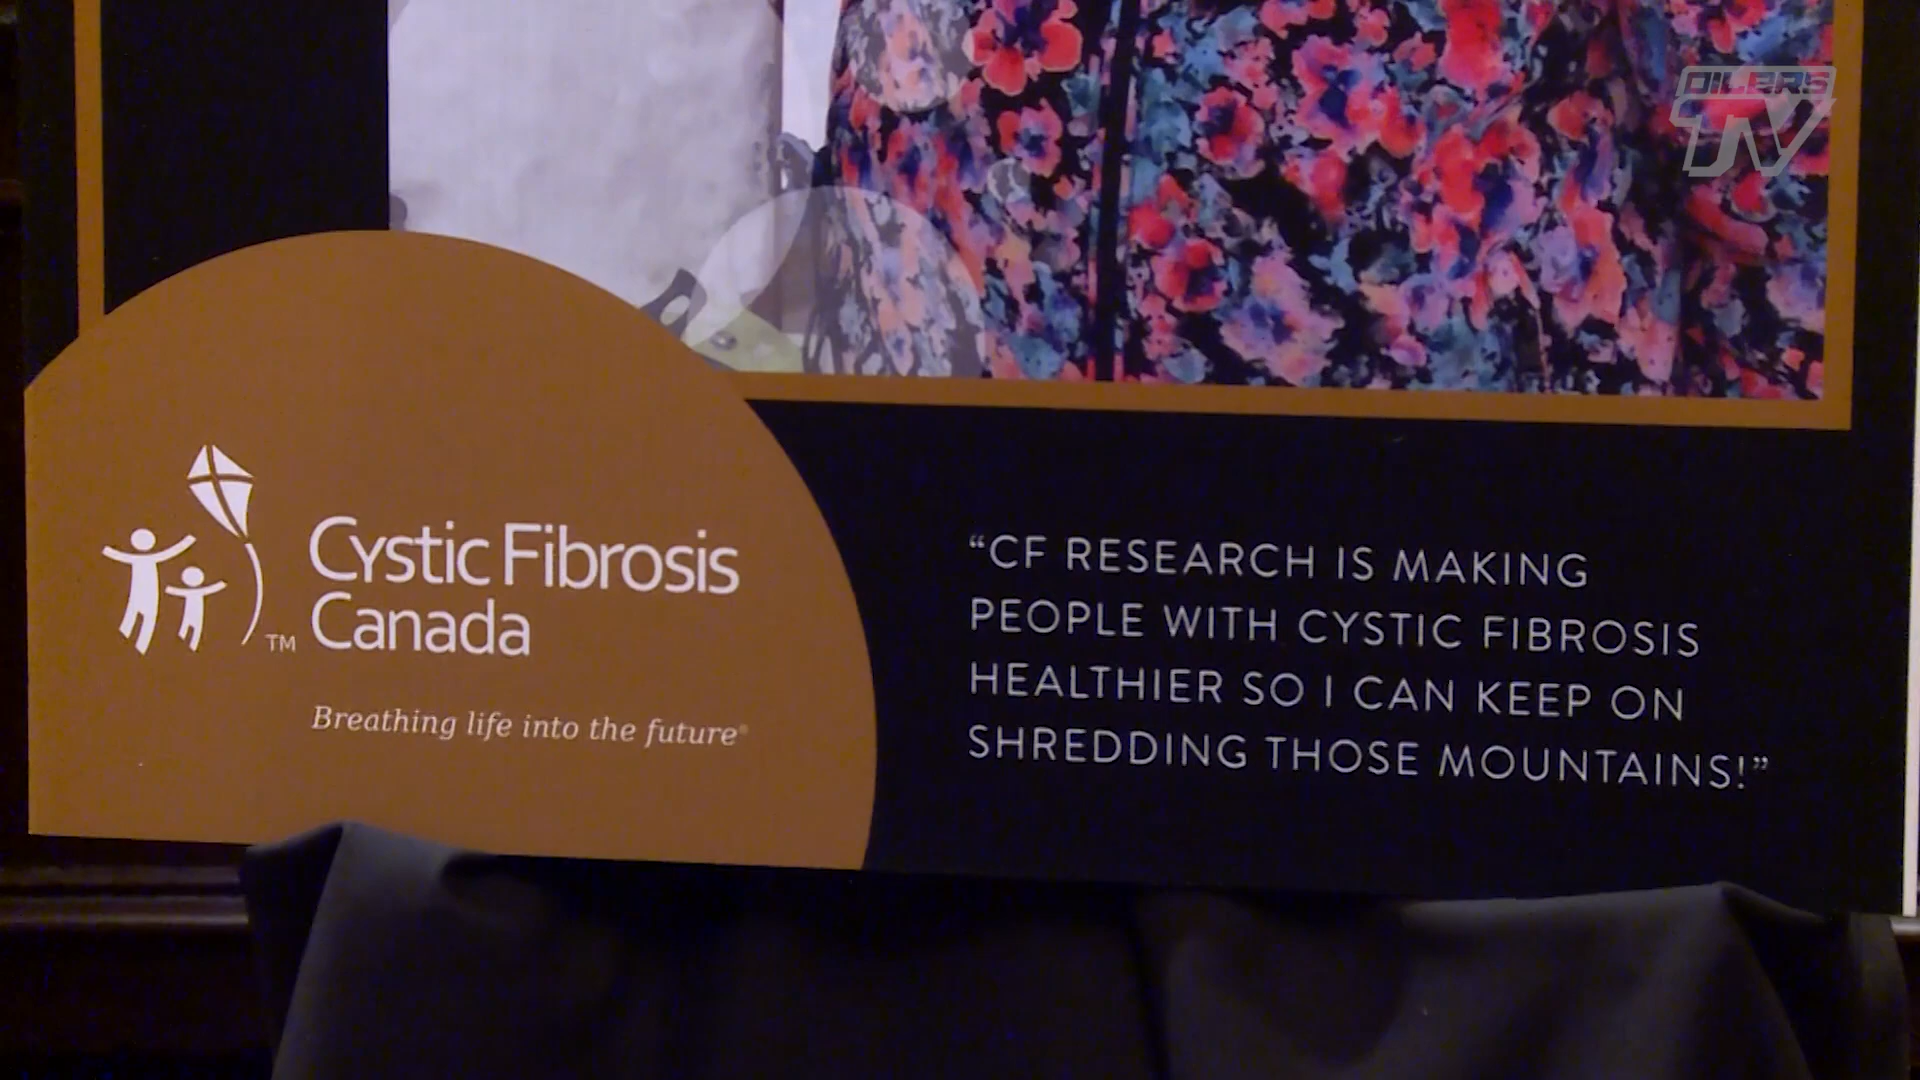 OILERS
TV
Cystic Fibrosis
Canada
TM
Breathing life into the future®
“CF RESEARCH IS MAKING
PEOPLE WITH CYSTIC FIBROSIS
HEALTHIER SO I CAN KEEP ON
SHREDDING THOSE MOUNTAINS!”